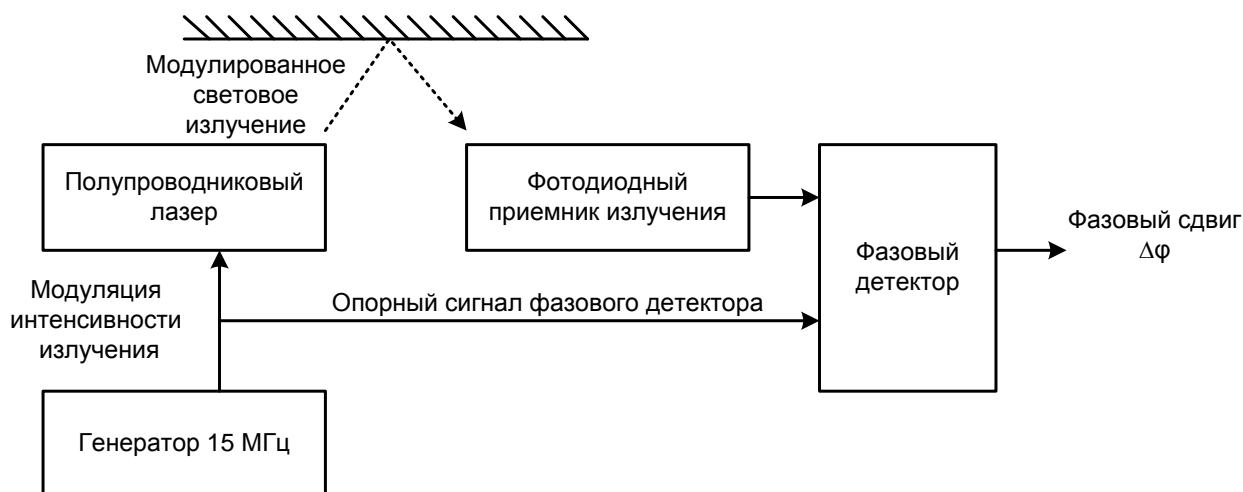 Модулированное
световое
излучение
Полупроводниковый
лазер
Фотодиодный
приемник излучения
Фазовый
детектор
Фазовый сдвиг
Δφ
Модуляция
интенсивности
излучения
Опорный сигнал фазового детектора
Генератор 15 МГц